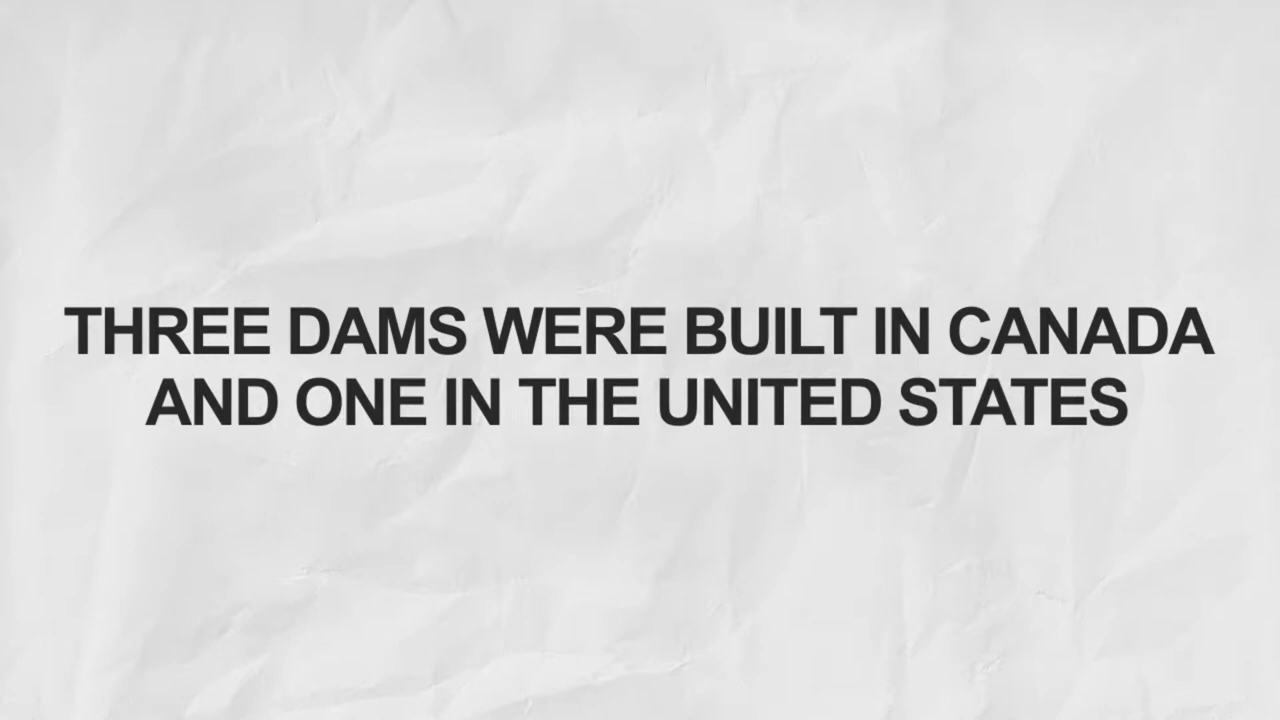 THREE DAMS WERE BUILT IN CANADA
AND ONE IN THE UNITED STATES